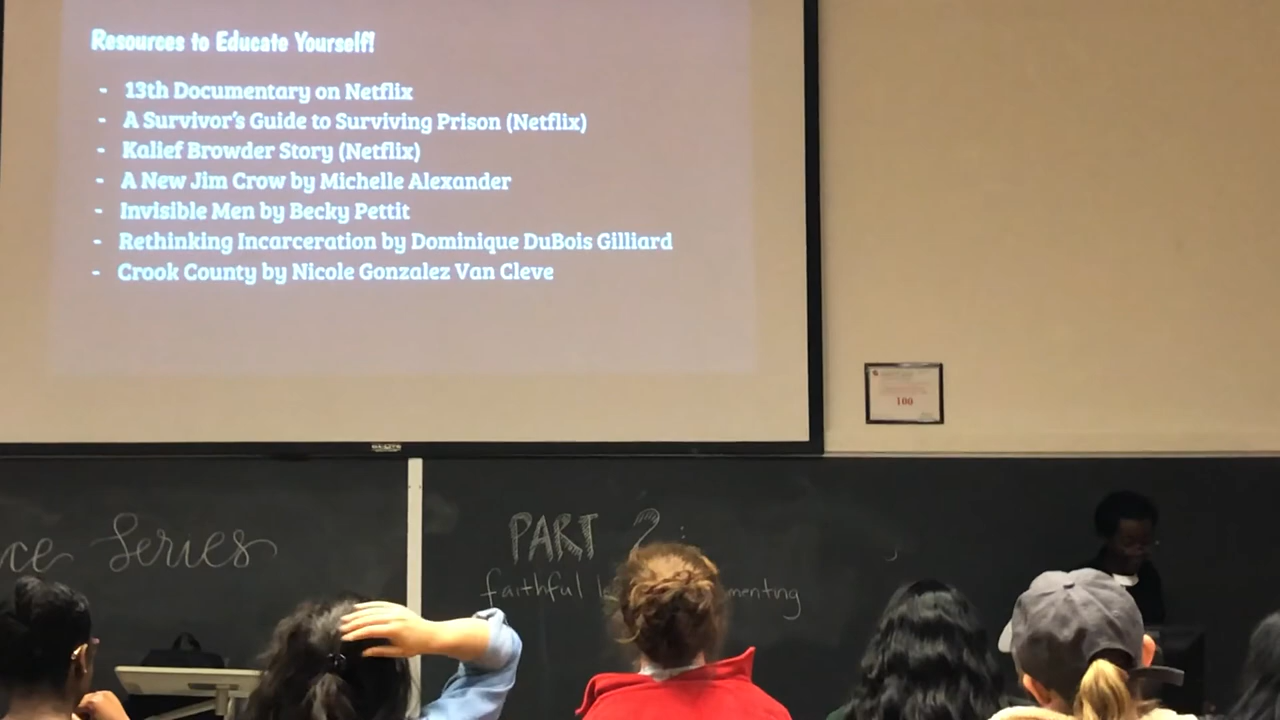 Resources to Educate Yourself!
- 13th Documentary on Netflix
- A Survivor's Guide to Surviving Prison (Netflix)
- Kalief Browder Story (Netflix)
- A New Jim Crow by Michelle Alexander
- Invisible Men by Becky Pettit
- Rethinking Incarceration by Dominique DuBois Gilliard
- Crook County by Nicole Gonzalez Van Cleve
100
Series
PART 2:
faithful